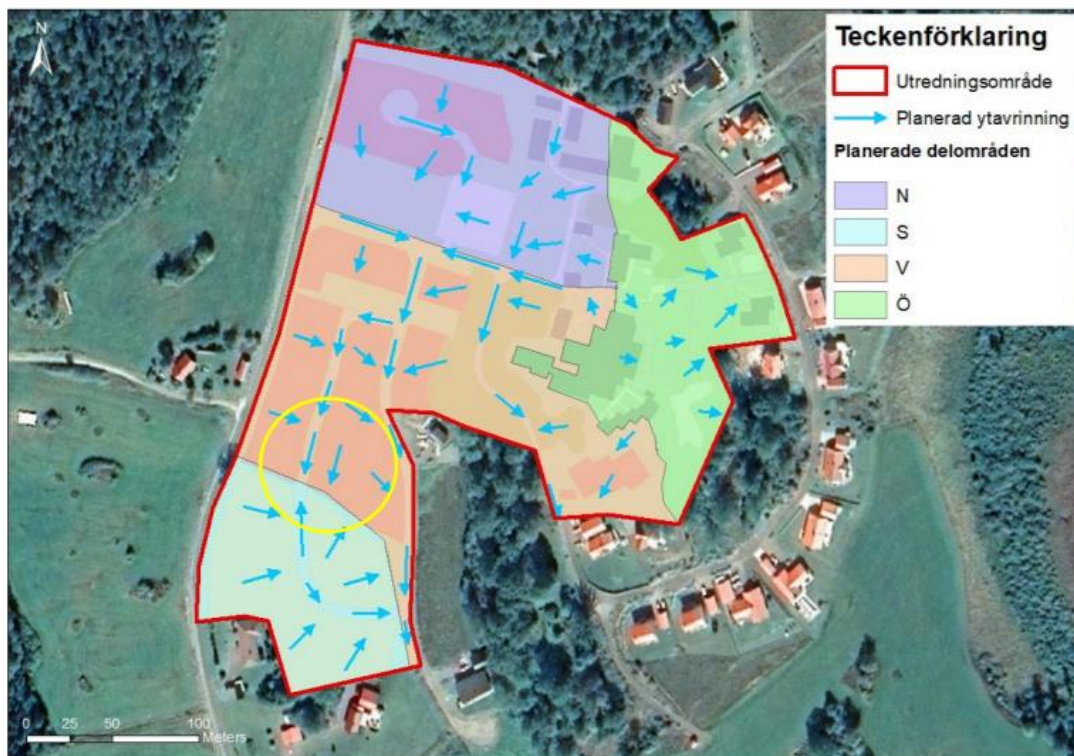 N
Teckenförklaring
Utredningsområde
Planerad ytavrinning
Planerade delområden
N
S
V
Ö
0 25 50 100
Meters